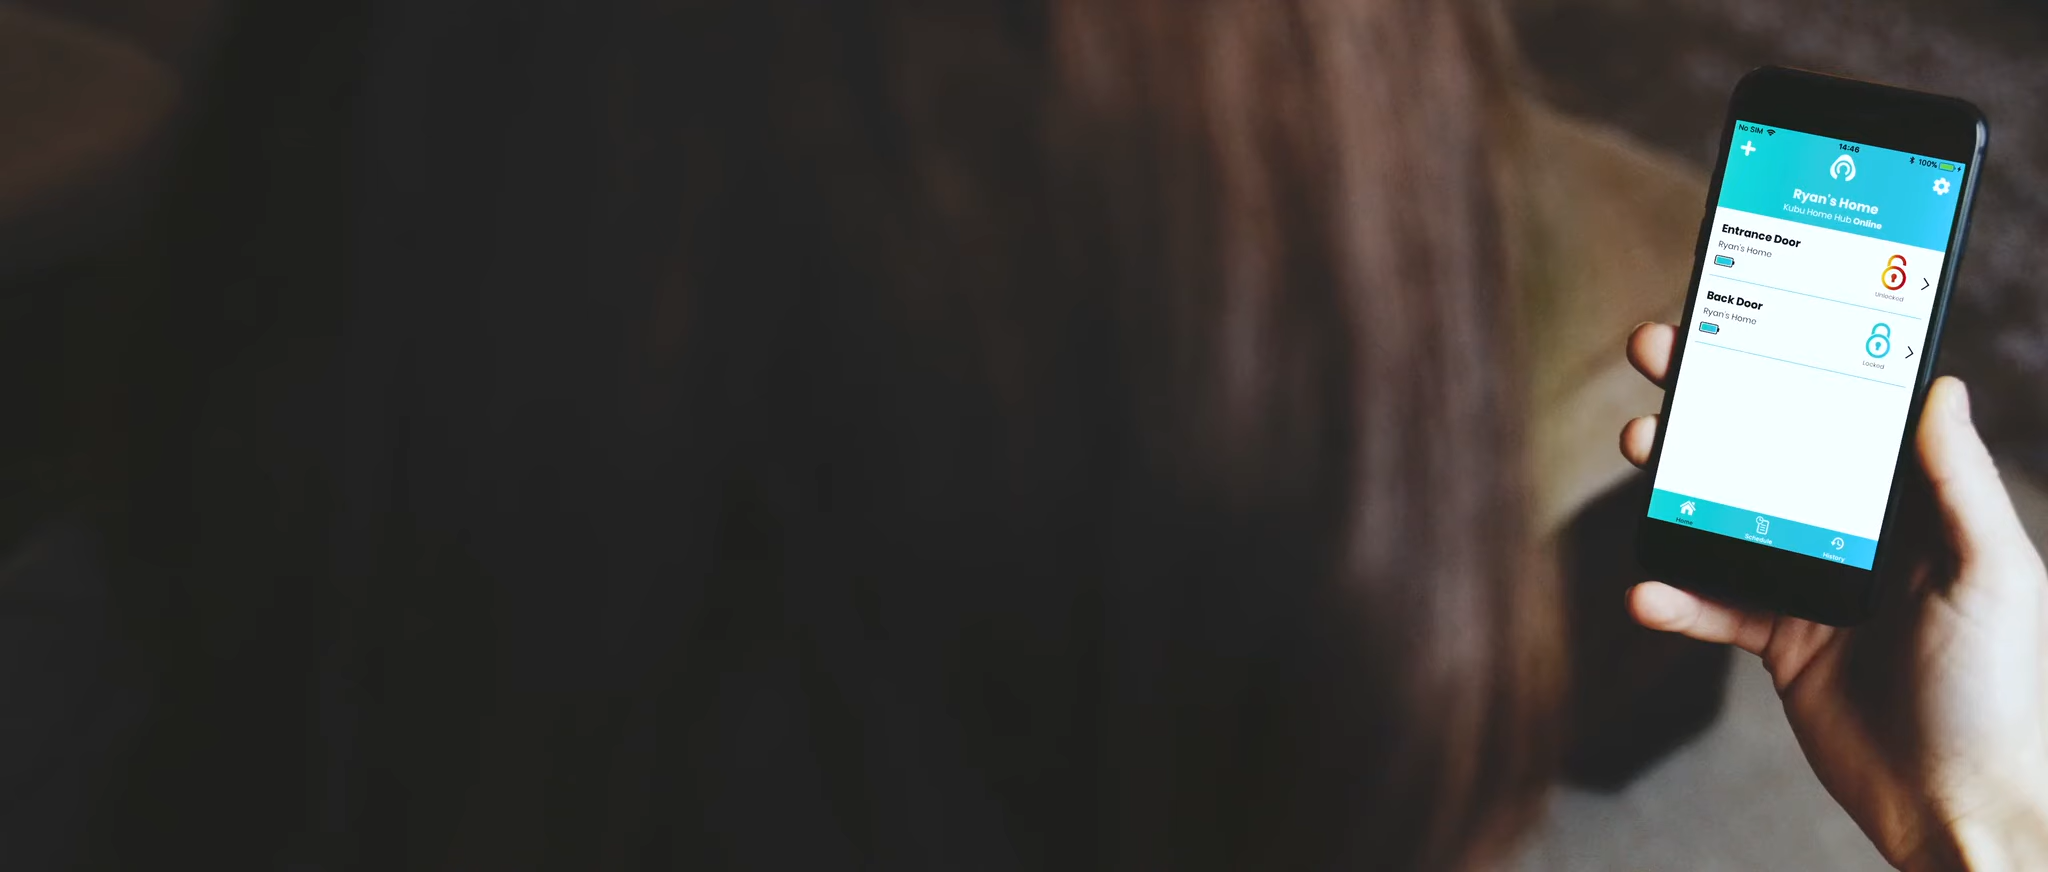 No SIM
14:46
100%
Ryan's Home
Kubu Home Hub Online
Entrance Door
Ryan's Home
Unlocked
Back Door
Ryan's Home
Locked
Home
Schedule
History